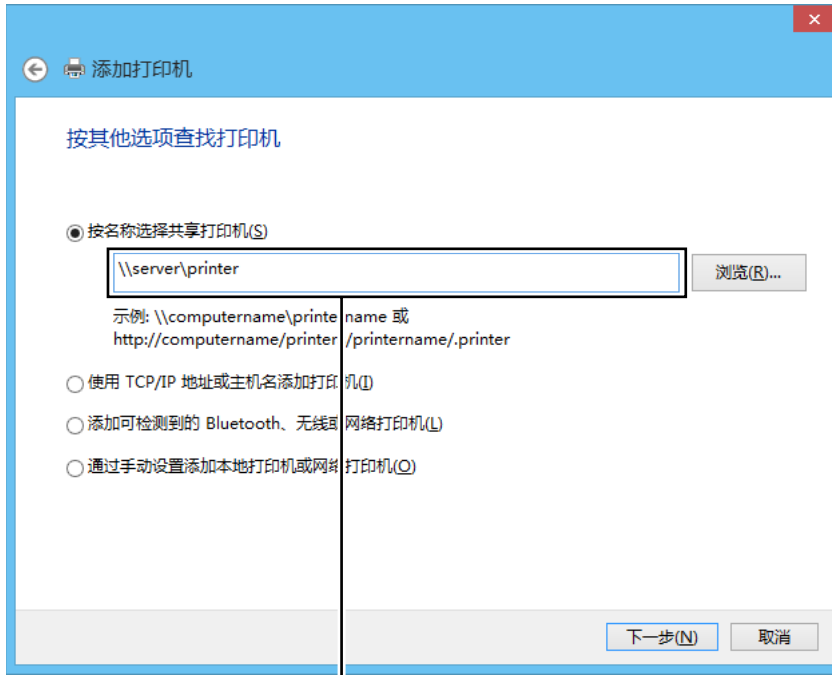 添加打印机
按其他选项查找打印机
按名称选择共享打印机(S)
\\server\printer
浏览(R)...
示例: \\computername\printername 或
http://computername/printer /printername/.printer
使用 TCP/IP 地址或主机名添加打印机(I)
添加可检测到的 Bluetooth、无线或网络打印机(L)
通过手动设置添加本地打印机或网络打印机(O)
下一步(N)
取消